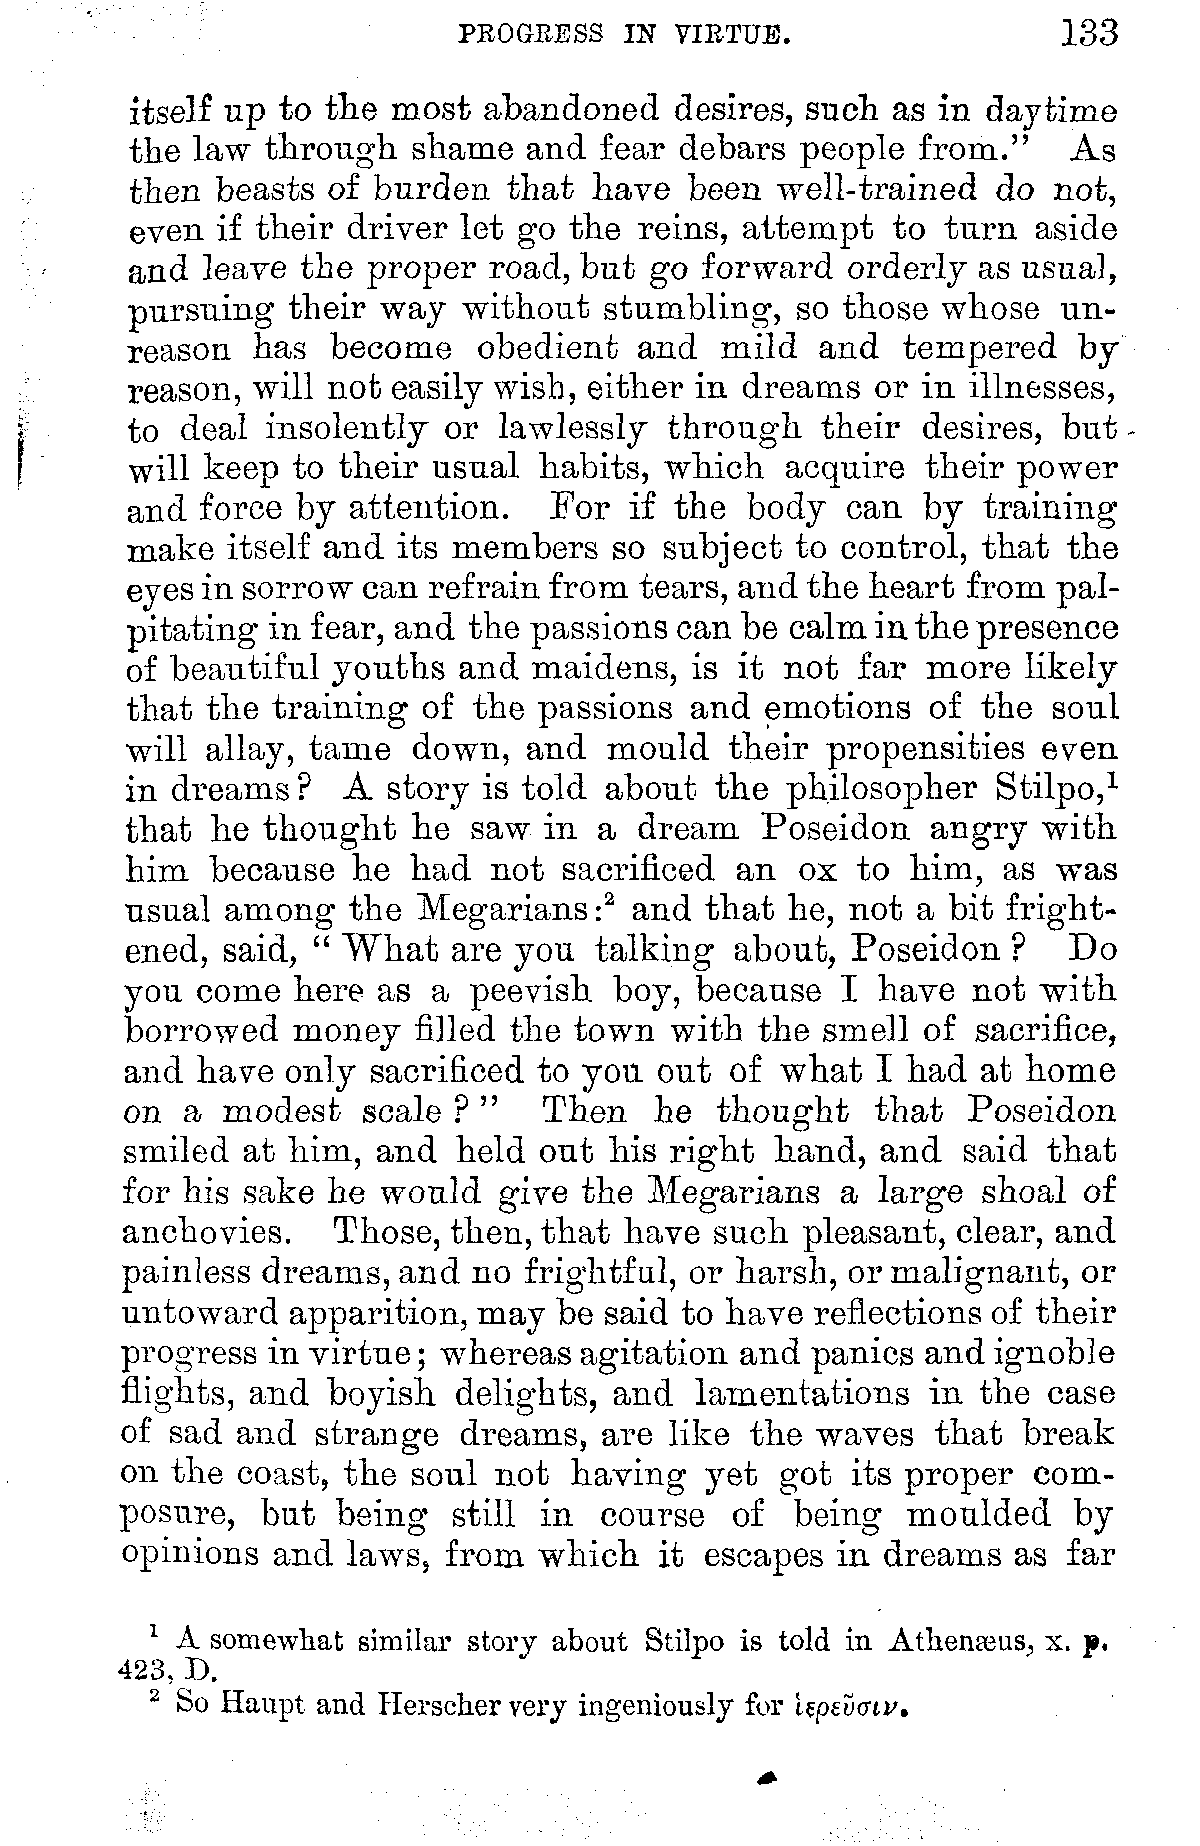 PROGRESS IN VIRTUE. 133
itself up to the most abandoned desires, such as in daytime
the law through shame and fear debars people from.” As
then beasts of burden that have been well-trained do not,
even if their driver let go the reins, attempt to turn aside
and leave the proper road, but go forward orderly as usual,
pursuing their way without stumbling, so those whose un-
reason has become obedient and mild and tempered by
reason, will not easily wish, either in dreams or in illnesses,
to deal insolently or lawlessly through their desires, but
will keep to their usual habits, which acquire their power
and force by attention. For if the body can by training
make itself and its members so subject to control, that the
eyes in sorrow can refrain from tears, and the heart from pal-
pitating in fear, and the passions can be calm in the presence
of beautiful youths and maidens, is it not far more likely
that the training of the passions and emotions of the soul
will allay, tame down, and mould their propensities even
in dreams? A story is told about the philosopher Stilpo,¹
that he thought he saw in a dream Poseidon angry with
him because he had not sacrificed an ox to him, as was
usual among the Megarians:² and that he, not a bit fright-
ened, said, “What are you talking about, Poseidon? Do
you come here as a peevish boy, because I have not with
borrowed money filled the town with the smell of sacrifice,
and have only sacrificed to you out of what I had at home
on a modest scale?” Then he thought that Poseidon
smiled at him, and held out his right hand, and said that
for his sake he would give the Megarians a large shoal of
anchovies. Those, then, that have such pleasant, clear, and
painless dreams, and no frightful, or harsh, or malignant, or
untoward apparition, may be said to have reflections of their
progress in virtue; whereas agitation and panics and ignoble
flights, and boyish delights, and lamentations in the case
of sad and strange dreams, are like the waves that break
on the coast, the soul not having yet got its proper com-
posure, but being still in course of being moulded by
opinions and laws, from which it escapes in dreams as far
¹ A somewhat similar story about Stilpo is told in Athenæus, x. p.
423, D.
² So Haupt and Herscher very ingeniously for ἱερεῦσιν.